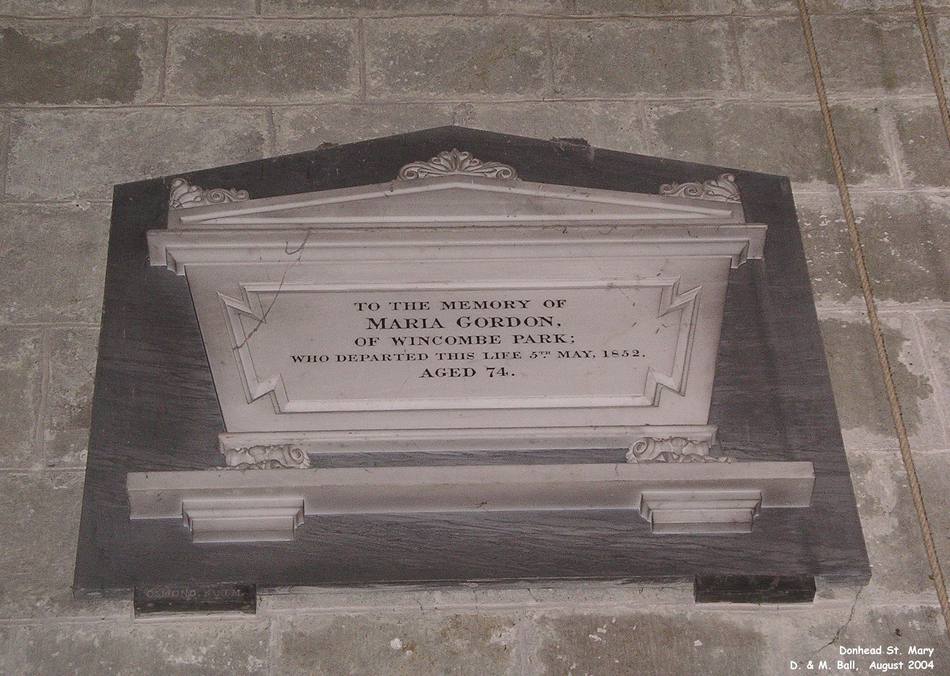 TO THE MEMORY OF
MARIA GORDON,
OF WINCOMBE PARK;
WHO DEPARTED THIS LIFE 5TH MAY, 1852.
AGED 74.
OSMOND,
Donhead St. Mary
D. & M. Ball, August 2004